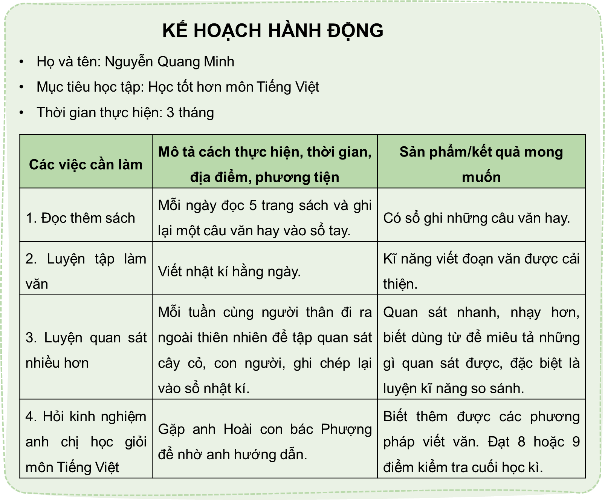 KẾ HOẠCH HÀNH ĐỘNG
• Họ và tên: Nguyễn Quang Minh
• Mục tiêu học tập: Học tốt hơn môn Tiếng Việt
• Thời gian thực hiện: 3 tháng
Các việc cần làm
Mô tả cách thực hiện, thời gian,
địa điểm, phương tiện
Sản phẩm/kết quả mong
muốn
1. Đọc thêm sách
Mỗi ngày đọc 5 trang sách và ghi
lại một câu văn hay vào sổ tay.
Có sổ ghi những câu văn hay.
2. Luyện tập làm
văn
Viết nhật kí hằng ngày.
Kĩ năng viết đoạn văn được cải
thiện.
3. Luyện quan sát
nhiều hơn
Mỗi tuần cùng người thân đi ra
ngoài thiên nhiên để tập quan sát
cây cỏ, con người, ghi chép lại
vào sổ nhật kí.
Quan sát nhanh, nhạy hơn,
biết dùng từ để miêu tả những
gì quan sát được, đặc biệt là
luyện kĩ năng so sánh.
4. Hỏi kinh nghiệm
anh chị học giỏi
môn Tiếng Việt
Gặp anh Hoài con bác Phượng
để nhờ anh hướng dẫn.
Biết thêm được các phương
pháp viết văn. Đạt 8 hoặc 9
điểm kiểm tra cuối học kì.